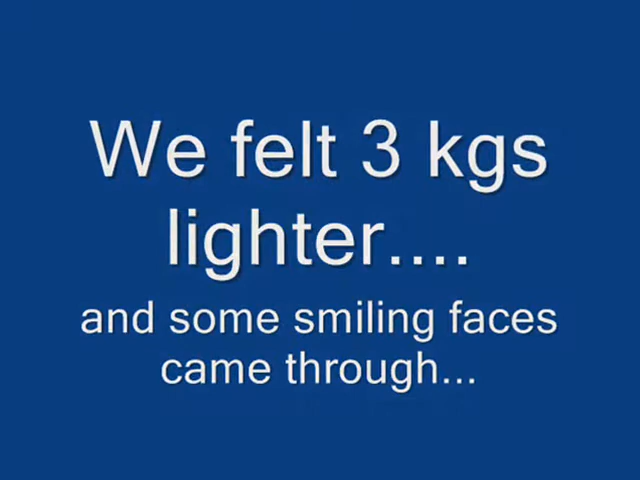 We felt 3 kgs
lighter....
and some smiling faces
came through...